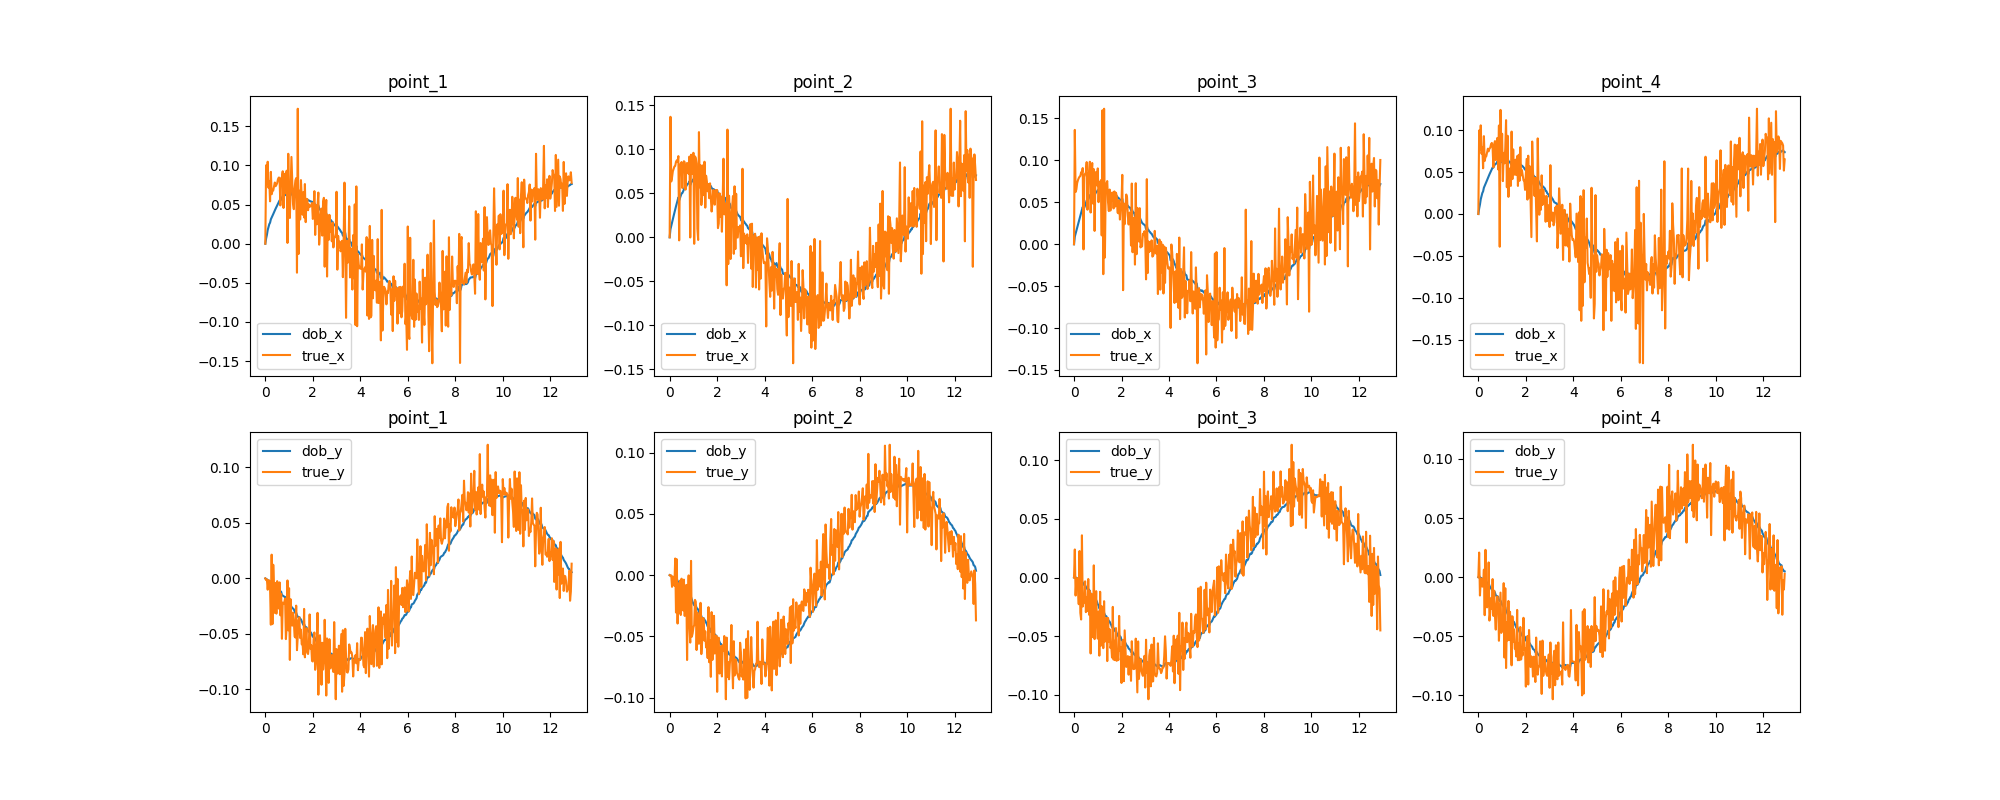 point_1 point_2 point_3 point_4
0.15 0.15 0.15 0.10
0.10 0.10 0.10 0.05
0.05 0.05 0.05 0.00
0.00 0.00 0.00 −0.05
−0.05 −0.05 −0.05 −0.10
−0.10 −0.10 −0.10 −0.15
−0.15 −0.15 −0.15
dob_x dob_x dob_x dob_x
true_x true_x true_x true_x
0 2 4 6 8 10 12 0 2 4 6 8 10 12 0 2 4 6 8 10 12 0 2 4 6 8 10 12
point_1 point_2 point_3 point_4
dob_y dob_y dob_y dob_y
true_y true_y true_y true_y
0.10 0.10 0.10 0.10
0.05 0.05 0.05 0.05
0.00 0.00 0.00 0.00
−0.05 −0.05 −0.05 −0.05
−0.10 −0.10 −0.10 −0.10
0 2 4 6 8 10 12 0 2 4 6 8 10 12 0 2 4 6 8 10 12 0 2 4 6 8 10 12